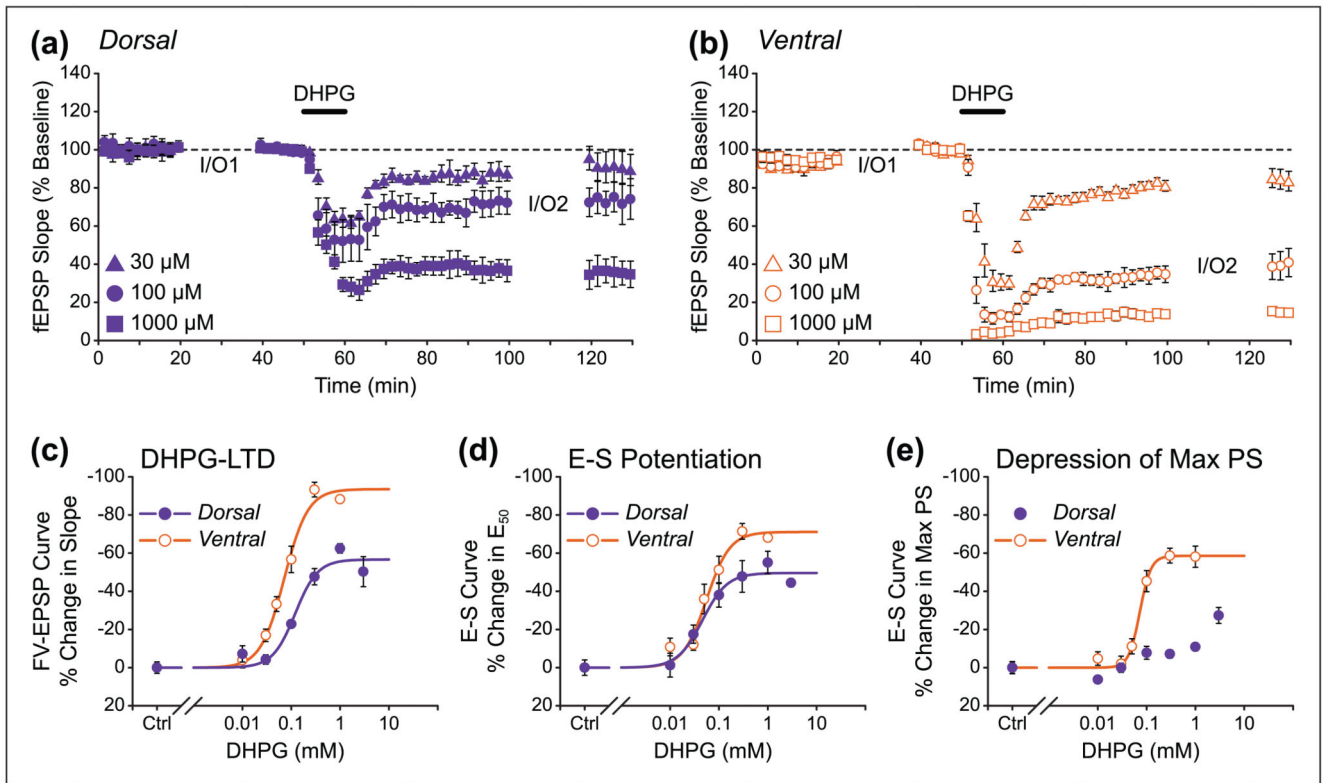 (a) Dorsal
fEPSP Slope (% Baseline)
140
120
100
80
60
40
20
0
DHPG
I/O1
I/O2
30 µM
100 µM
1000 µM
0 20 40 60 80 100 120
Time (min)
(b) Ventral
fEPSP Slope (% Baseline)
140
120
100
80
60
40
20
0
DHPG
I/O1
I/O2
30 µM
100 µM
1000 µM
0 20 40 60 80 100 120
Time (min)
(c) DHPG-LTD
FV-EPSP Curve
% Change in Slope
-100
-80
-60
-40
-20
0
20
Dorsal
Ventral
Ctrl 0.01 0.1 1 10
DHPG (mM)
(d) E-S Potentiation
E-S Curve
% Change in E50
-100
-80
-60
-40
-20
0
20
Dorsal
Ventral
Ctrl 0.01 0.1 1 10
DHPG (mM)
(e) Depression of Max PS
E-S Curve
% Change in Max PS
-100
-80
-60
-40
-20
0
20
Dorsal
Ventral
Ctrl 0.01 0.1 1 10
DHPG (mM)